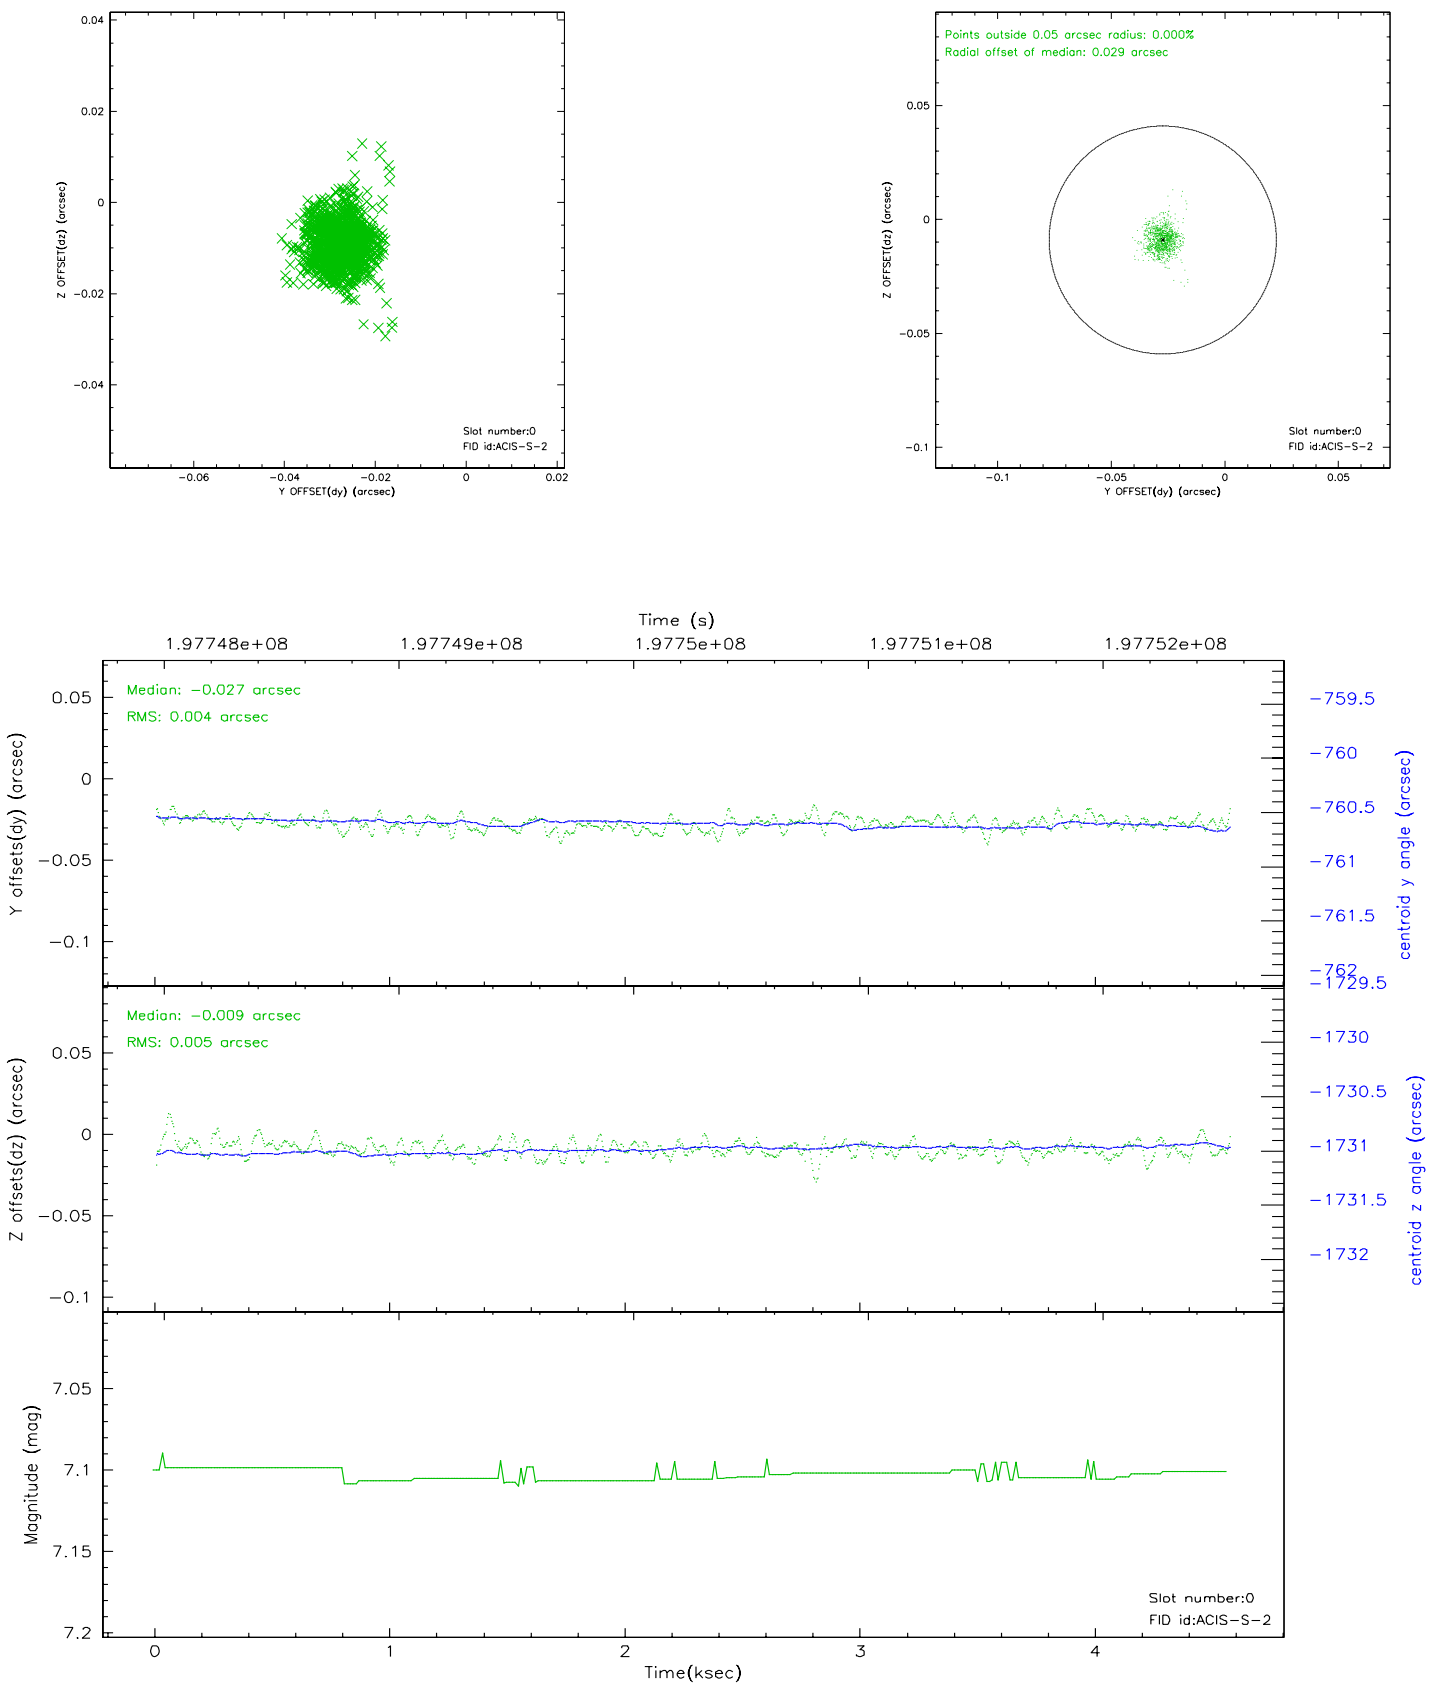 0.04
0.02
0
−0.02
−0.04
Z OFFSET(dz) (arcsec)
Slot number:0
FID id:ACIS−S−2
−0.06
−0.04
−0.02
0
0.02
Y OFFSET(dy) (arcsec)
Points outside 0.05 arcsec radius: 0.000%
Radial offset of median: 0.029 arcsec
0.05
0
−0.05
−0.1
Z OFFSET(dz) (arcsec)
Slot number:0
FID id:ACIS−S−2
−0.1
−0.05
0
0.05
Y OFFSET(dy) (arcsec)
Time (s)
1.97748e+08
1.97749e+08
1.9775e+08
1.97751e+08
1.97752e+08
Median: −0.027 arcsec
RMS: 0.004 arcsec
0.05
0
−0.05
−0.1
Y offsets(dy) (arcsec)
−759.5
−760
−760.5
−761
−761.5
−762
centroid y angle (arcsec)
−1729.5
Median: −0.009 arcsec
RMS: 0.005 arcsec
0.05
0
−0.05
−0.1
Z offsets(dz) (arcsec)
−1730
−1730.5
−1731
−1731.5
−1732
centroid z angle (arcsec)
7.05
7.1
7.15
7.2
Magnitude (mag)
Slot number:0
FID id:ACIS−S−2
0
1
2
3
4
Time(ksec)